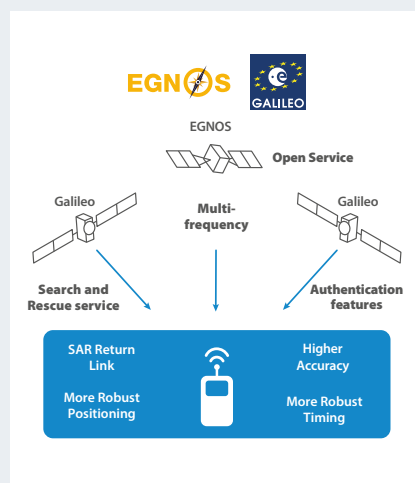 EGNOS
GALILEO
EGNOS
Open Service
Galileo
Multi-
frequency
Galileo
Search and
Rescue service
Authentication
features
SAR Return
Link
Higher
Accuracy
More Robust
Positioning
More Robust
Timing